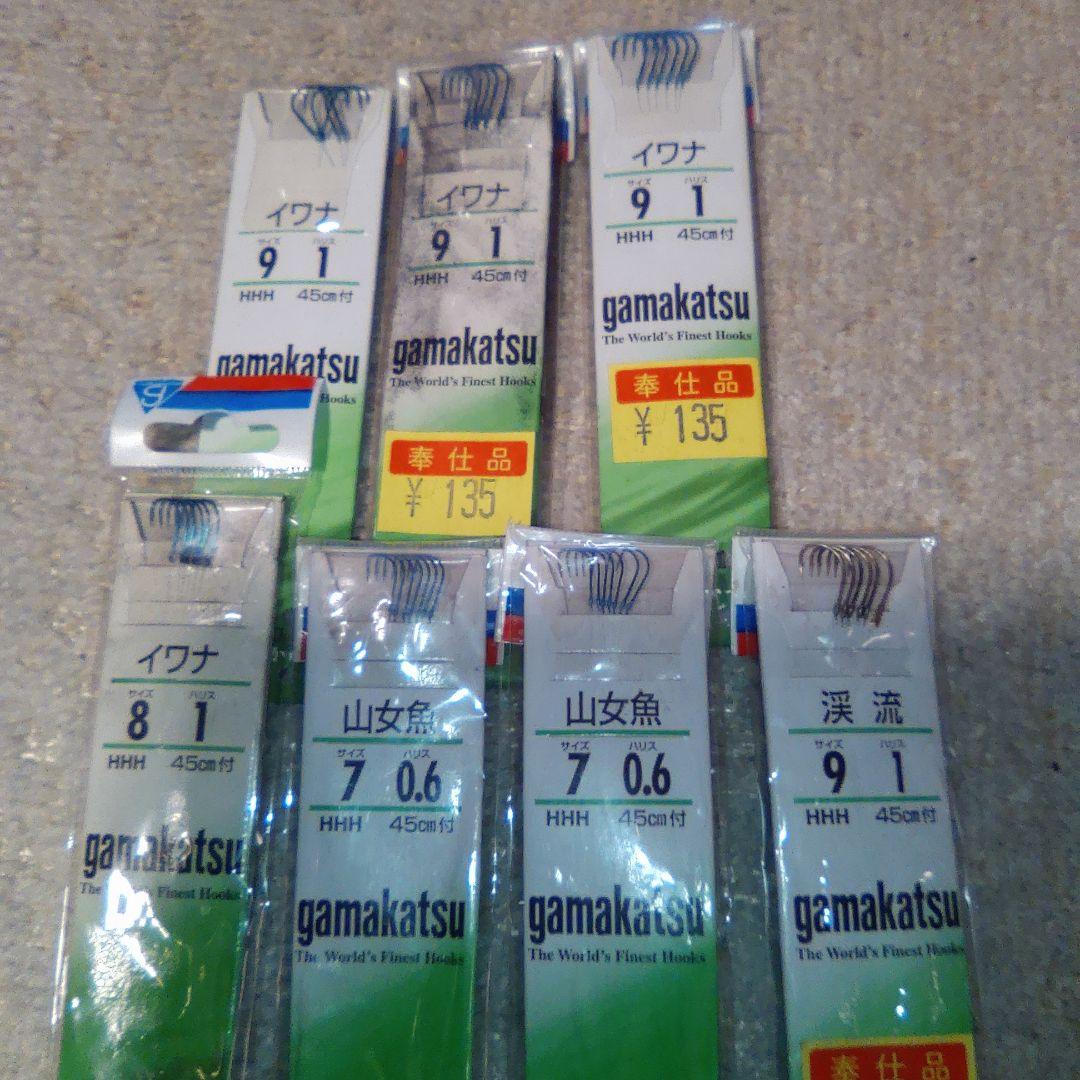 イワナ
サイズ ハリス
9 1
HHH 45cm付
gamakatsu
Hooks
イワナ
サイズ ハリス
9 1
HHH 45cm付
gamakatsu
The World's Finest Hooks
奉仕品
¥ 135
イワナ
サイズ ハリス
9 1
HHH 45cm付
gamakatsu
The World's Finest Hooks
奉仕品
¥ 135
イワナ
サイズ ハリス
8 1
HHH 45cm付
gamakatsu
The World's Finest Hooks
山女魚
サイズ ハリス
7 0.6
HHH 45cm付
gamakatsu
The World's Finest Hooks
山女魚
サイズ ハリス
7 0.6
HHH 45cm付
gamakatsu
The World's Finest Hooks
渓流
サイズ ハリス
9 1
HHH 45cm付
gamakatsu
The World's Finest Hooks
奉仕品